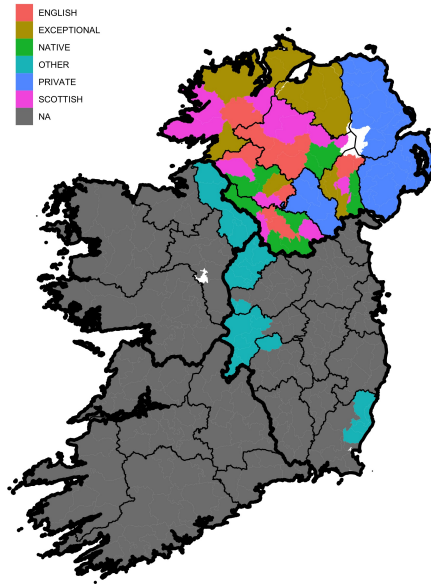 ENGLISH
EXCEPTIONAL
NATIVE
OTHER
PRIVATE
SCOTTISH
NA